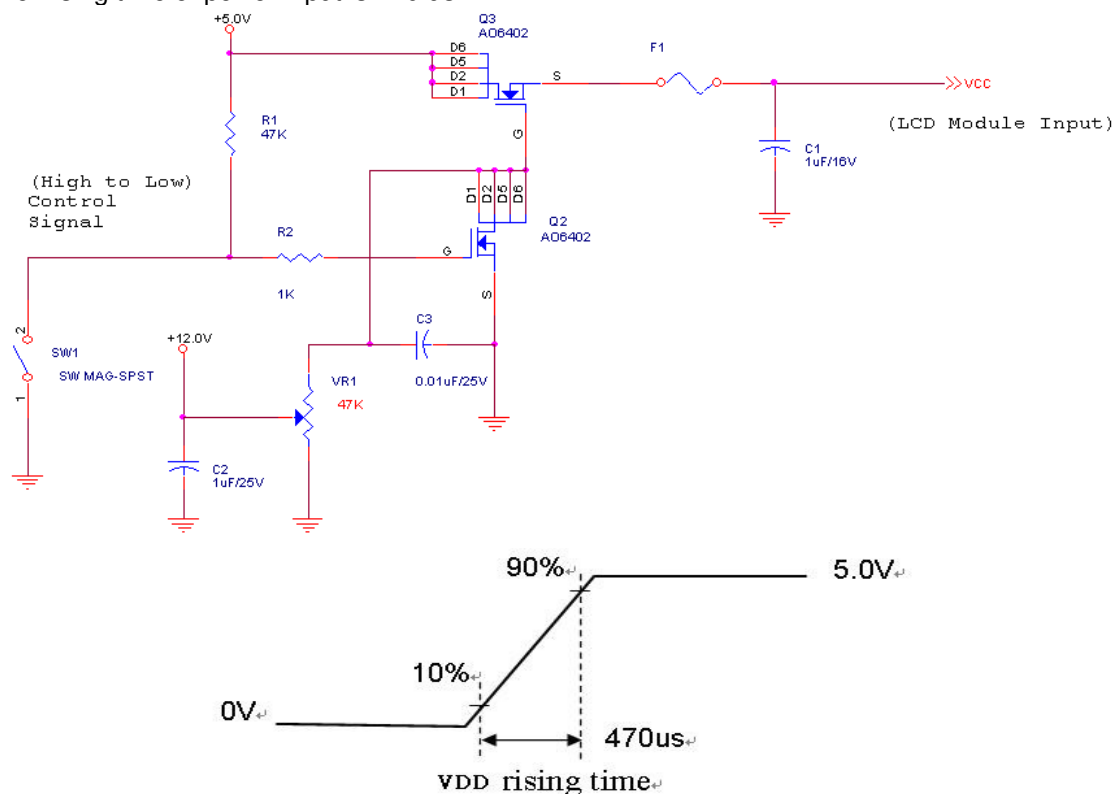 +5.0V
Q3
AO6402
D6
D5
D2
D1
S
G
F1
VCC
(LCD Module Input)
C1
1uF/16V
R1
47K
(High to Low)
Control
Signal
D1
D2
D5
D6
Q2
AO6402
R2
1K
G
S
C3
0.01uF/25V
2
SW1
SW MAG-SPST
1
+12.0V
VR1
47K
C2
1uF/25V
90%
5.0V
10%
0V
470us
VDD rising time